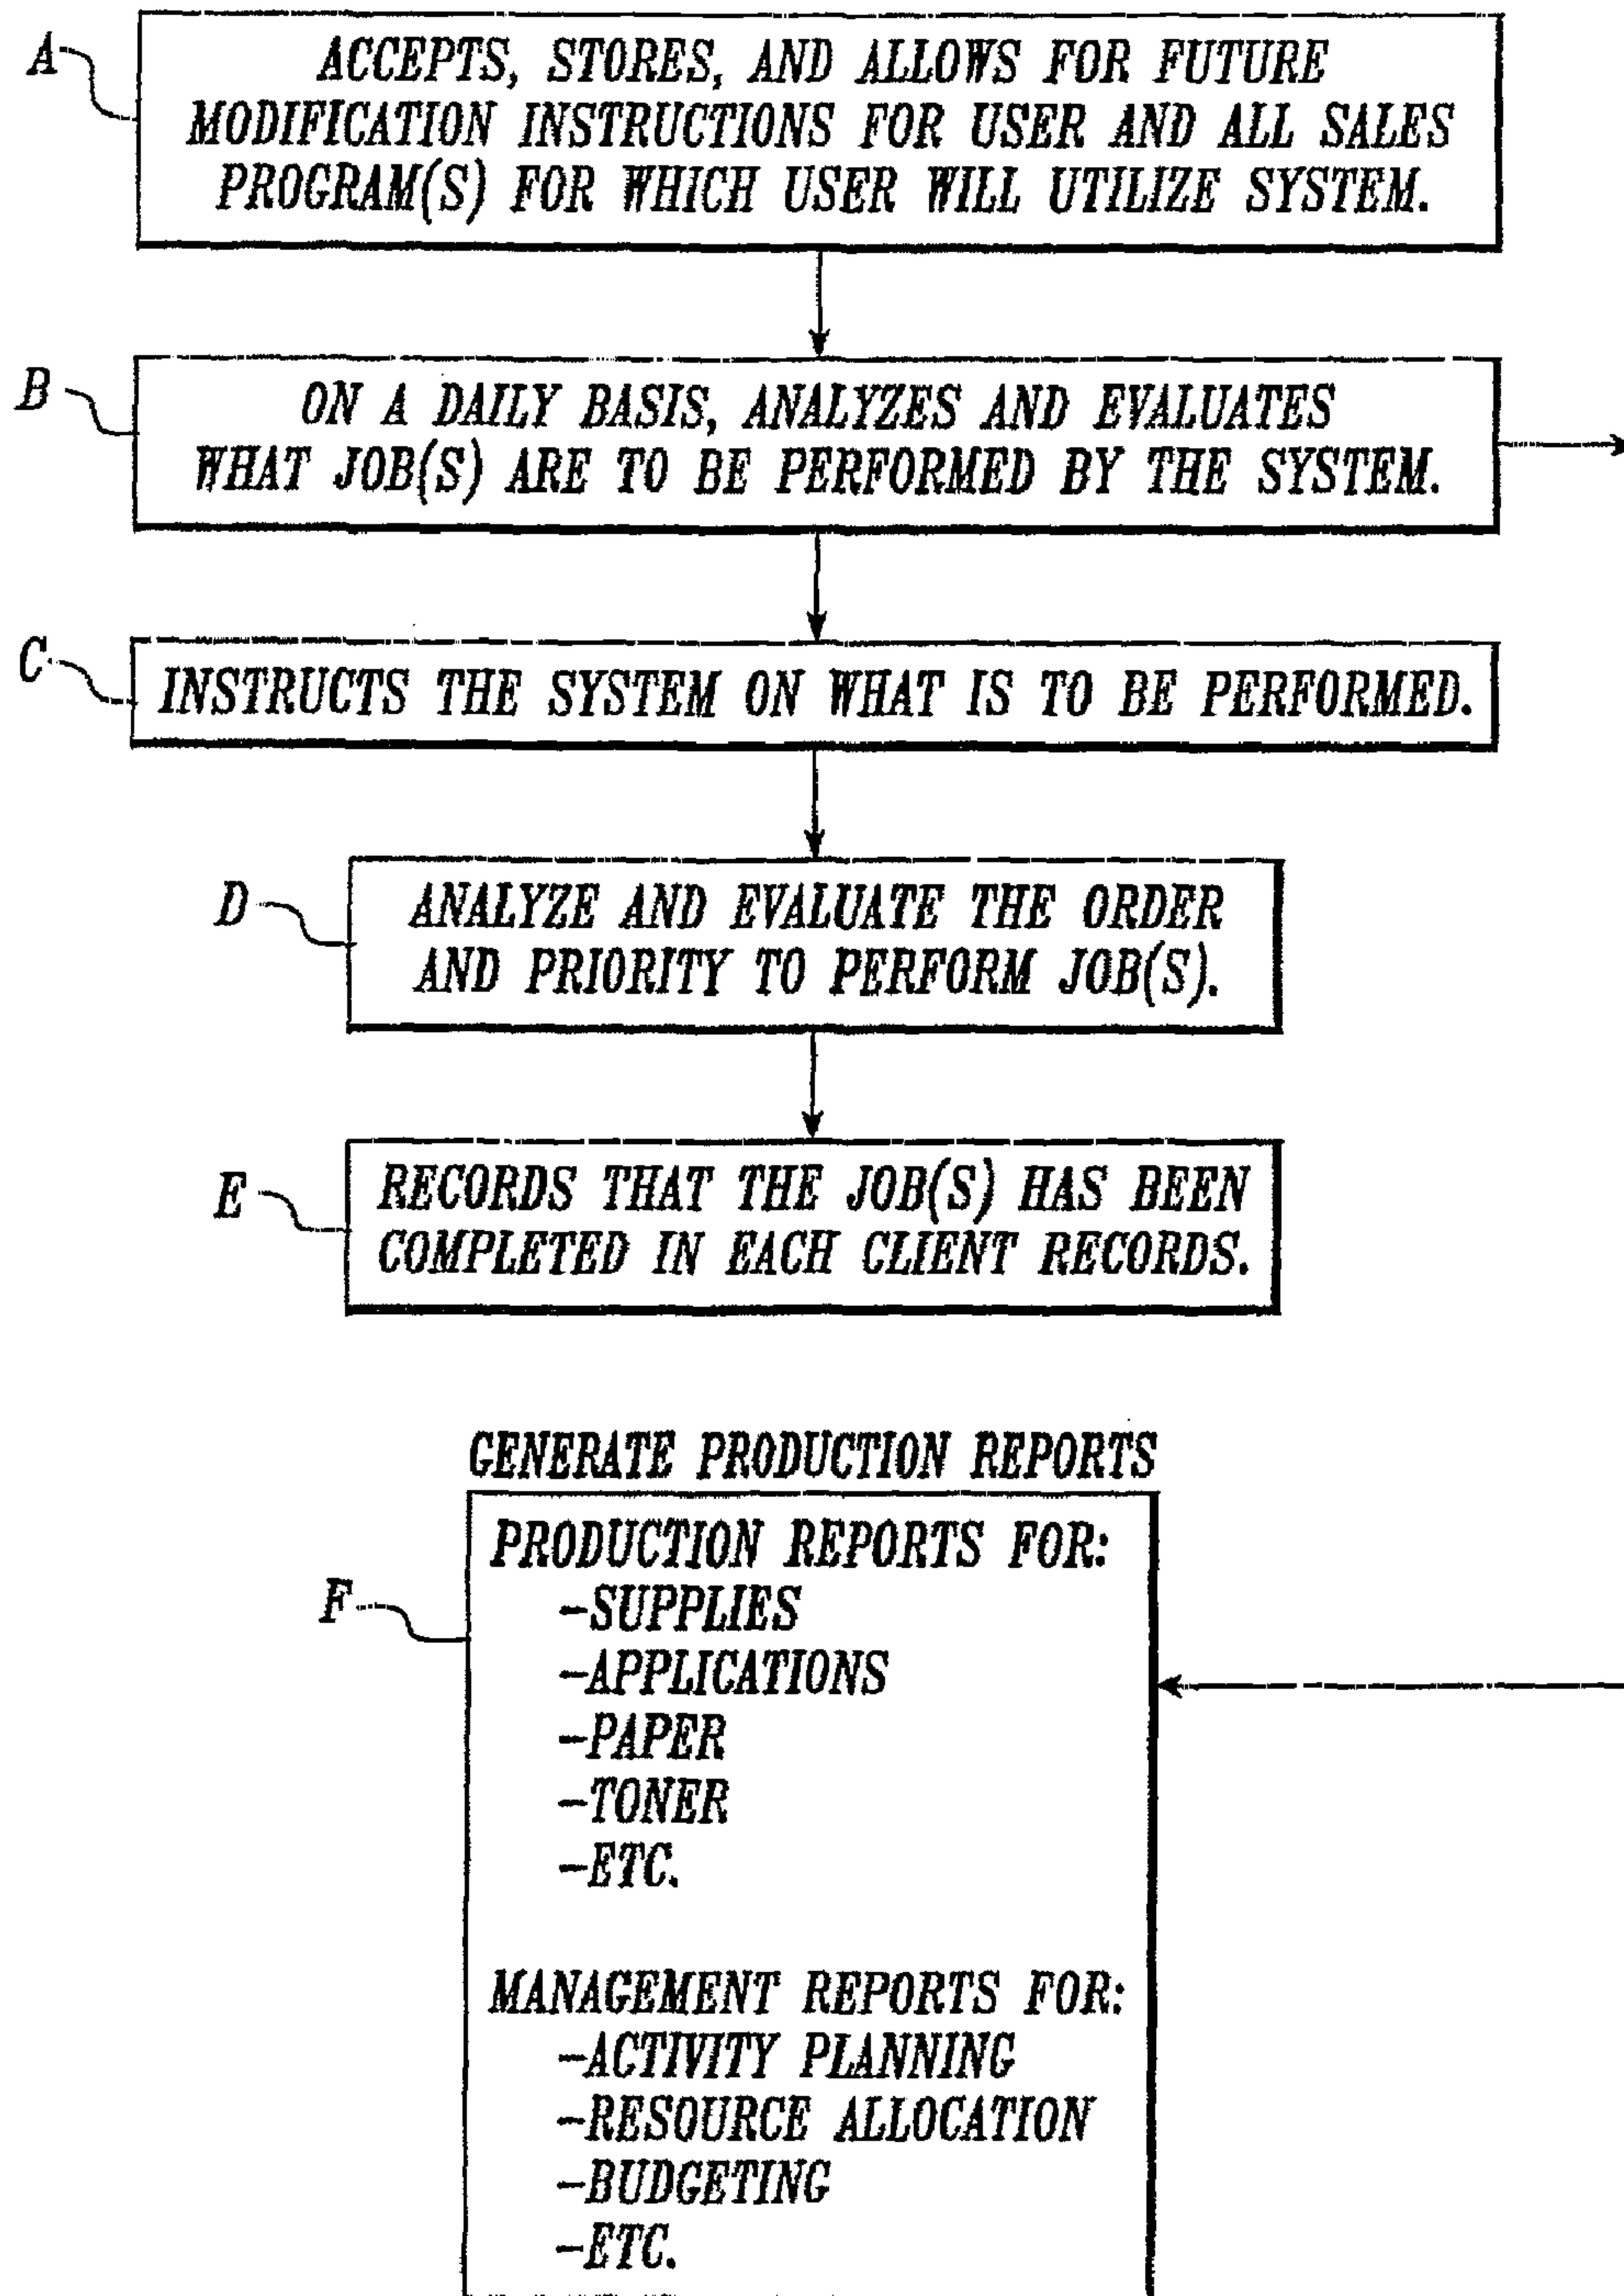 A
ACCEPTS, STORES, AND ALLOWS FOR FUTURE
MODIFICATION INSTRUCTIONS FOR USER AND ALL SALES
PROGRAM(S) FOR WHICH USER WILL UTILIZE SYSTEM.
B
ON A DAILY BASIS, ANALYZES AND EVALUATES
WHAT JOB(S) ARE TO BE PERFORMED BY THE SYSTEM.
C
INSTRUCTS THE SYSTEM ON WHAT IS TO BE PERFORMED.
D
ANALYZE AND EVALUATE THE ORDER
AND PRIORITY TO PERFORM JOB(S).
E
RECORDS THAT THE JOB(S) HAS BEEN
COMPLETED IN EACH CLIENT RECORDS.
GENERATE PRODUCTION REPORTS
F
PRODUCTION REPORTS FOR:
-SUPPLIES
-APPLICATIONS
-PAPER
-TONER
-ETC.
MANAGEMENT REPORTS FOR:
-ACTIVITY PLANNING
-RESOURCE ALLOCATION
-BUDGETING
-ETC.